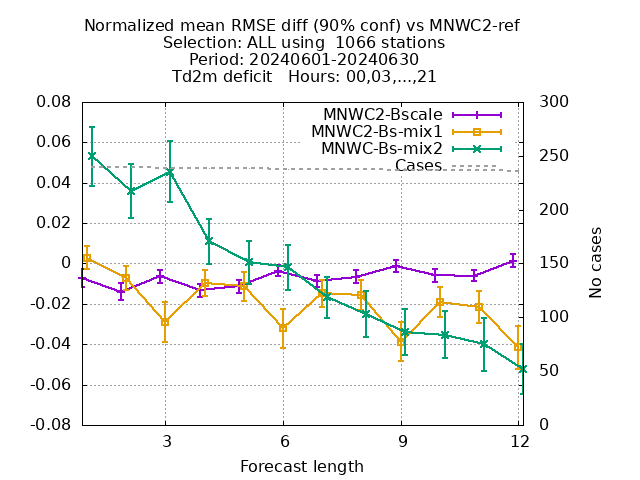 Normalized mean RMSE diff (90% conf) vs MNWC2-ref
Selection: ALL using  1066 stations
Period: 20240601-20240630
Td2m deficit   Hours: 00,03,...,21
MNWC2-Bscale
MNWC2-Bs-mix1
MNWC-Bs-mix2
Cases
0.08
0.06
0.04
0.02
0
-0.02
-0.04
-0.06
-0.08
300
250
200
150
100
50
0
No cases
3
6
9
12
Forecast length